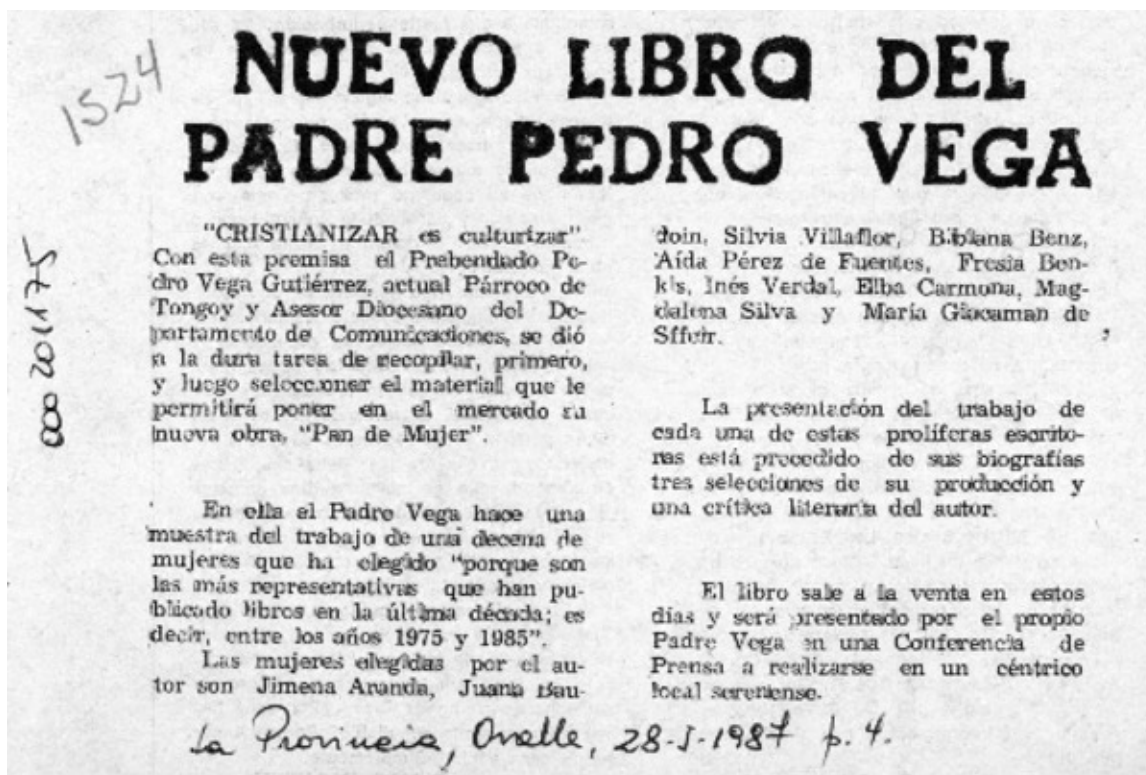 1524
NUEVO LIBRO DEL
PADRE PEDRO VEGA
000 201175
"CRISTIANIZAR es culturizar"
Con esta premisa el Prebendado Pe-
dro Vega Gutiérrez, actual Párroco de
Tongoy y Asesor Diocesano del De-
partamento de Comunicaciones, se dió
a la dura tarea de recopilar, primero,
y luego seleccionar el material que le
permitirá poner en el mercado su
nueva obra, "Pan de Mujer".
En ella el Padre Vega hace una
muestra del trabajo de una decena de
mujeres que ha elegido "porque son
las más representativas que han pu-
blicado libros en la última década; es
decir, entre los años 1975 y 1985".
Las mujeres elegidas por el au-
tor son Jimena Aranda, Juana Bau-
doin, Silvia Villaflor, Bibiana Benz,
Aída Pérez de Fuentes, Fresia Ben-
kis, Inés Verdal, Elba Carmona, Mag-
dalena Silva y María Giacaman de
La presentación del trabajo de
cada una de estas prolíferas escrito-
ras está precedido de sus biografías
tres selecciones de su producción y
una crítica literaria del autor.
El libro sale a la venta en estos
días y será presentado por el propio
Padre Vega en una Conferencia de
Prensa a realizarse en un céntrico
local serenense.
La Provincia, Ovalle, 28-I-1987 p. 4.